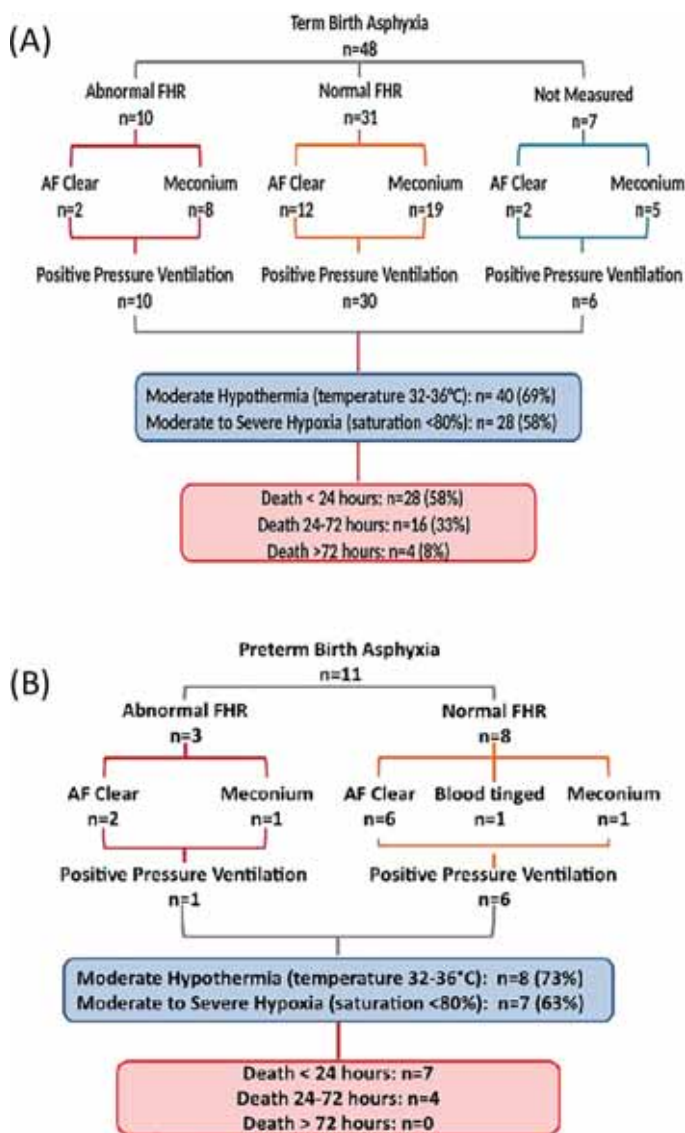 (A)
Term Birth Asphyxia
n=48
Abnormal FHR Normal FHR Not Measured
n=10 n=31 n=7
AF Clear Meconium AF Clear Meconium AF Clear Meconium
n=2 n=8 n=12 n=19 n=2 n=5
Positive Pressure Ventilation Positive Pressure Ventilation Positive Pressure Ventilation
n=10 n=30 n=6
Moderate Hypothermia (temperature 32-36°C): n= 40 (69%)
Moderate to Severe Hypoxia (saturation <80%): n= 28 (58%)
Death < 24 hours: n=28 (58%)
Death 24-72 hours: n=16 (33%)
Death >72 hours: n=4 (8%)
(B)
Preterm Birth Asphyxia
n=11
Abnormal FHR Normal FHR
n=3 n=8
AF Clear Meconium AF Clear Blood tinged Meconium
n=2 n=1 n=6 n=1 n=1
Positive Pressure Ventilation Positive Pressure Ventilation
n=1 n=6
Moderate Hypothermia (temperature 32-36°C): n=8 (73%)
Moderate to Severe Hypoxia (saturation <80%): n=7 (63%)
Death < 24 hours: n=7
Death 24-72 hours: n=4
Death > 72 hours: n=0